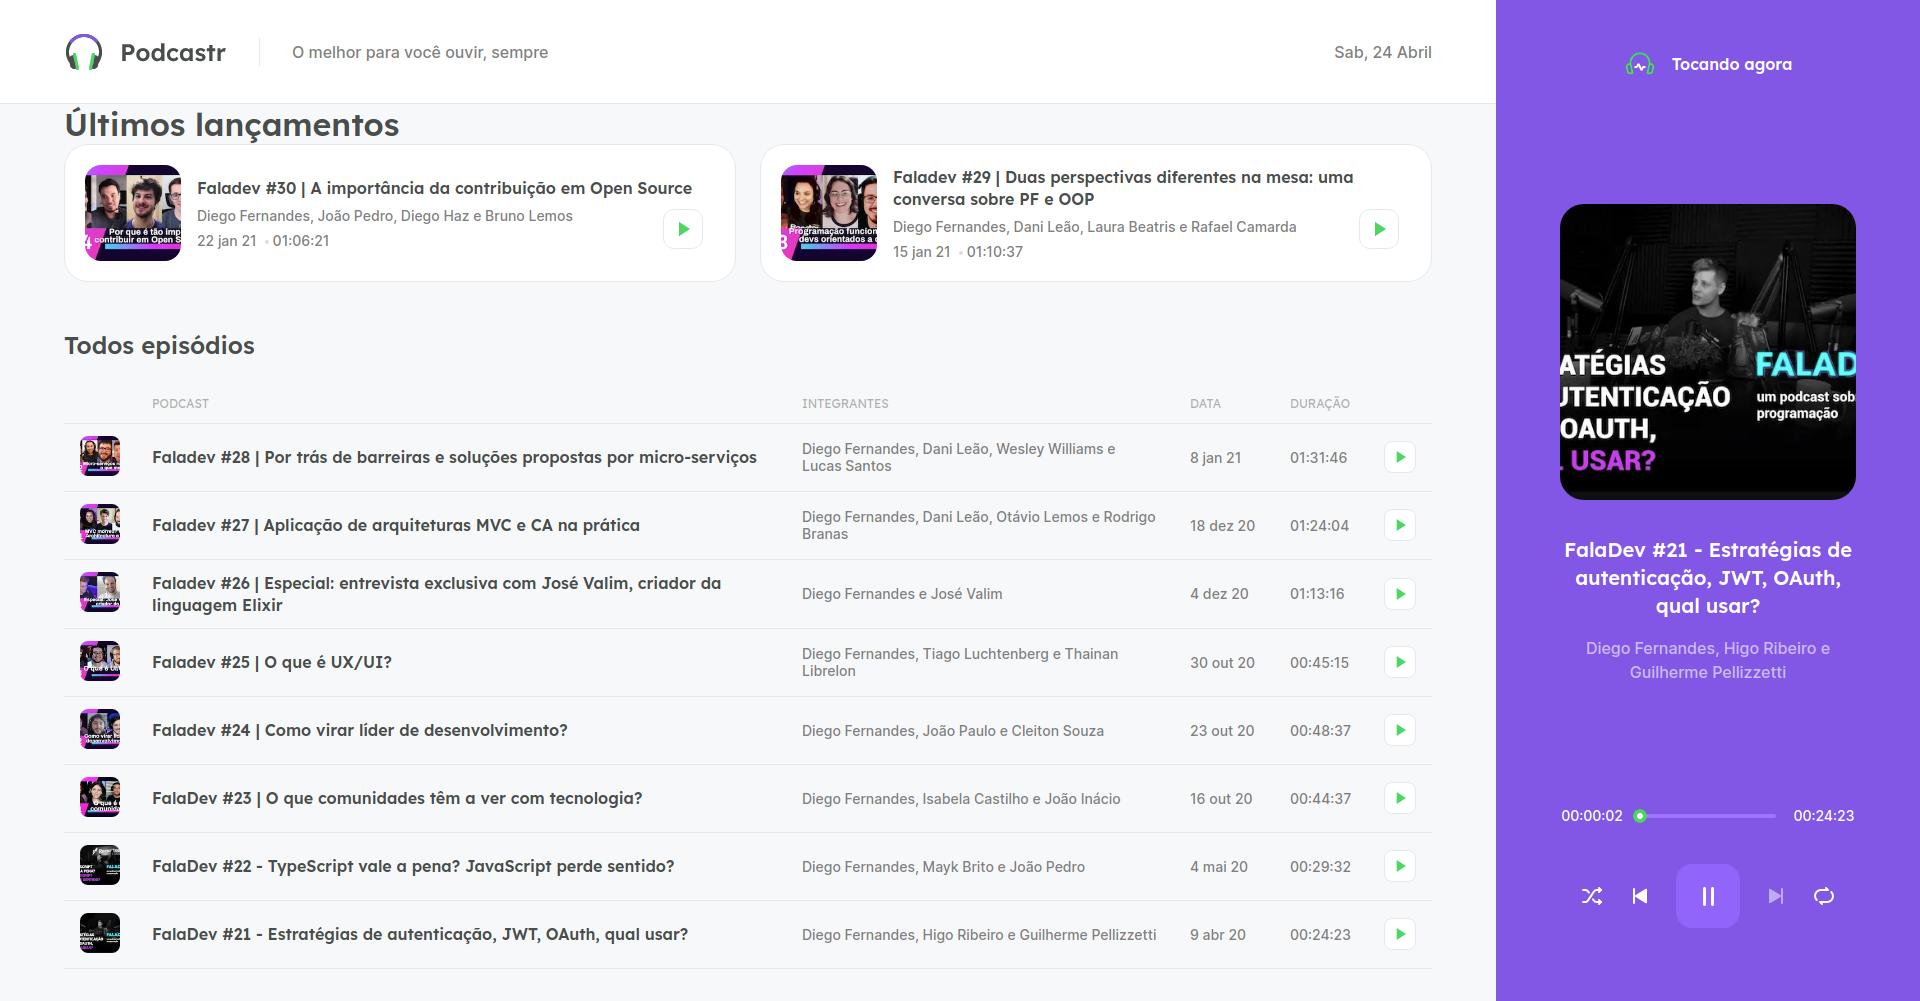 Podcastr
O melhor para você ouvir, sempre
Sab, 24 Abril
Últimos lançamentos
Por que é tão imp
contribuir em Open S
Faladev #30 | A importância da contribuição em Open Source
Diego Fernandes, João Pedro, Diego Haz e Bruno Lemos
22 jan 21 • 01:06:21
Programação funcion
devs orientados a o
Faladev #29 | Duas perspectivas diferentes na mesa: uma
conversa sobre PF e OOP
Diego Fernandes, Dani Leão, Laura Beatris e Rafael Camarda
15 jan 21 • 01:10:37
Todos episódios
PODCAST INTEGRANTES DATA DURAÇÃO
Faladev #28 | Por trás de barreiras e soluções propostas por micro-serviços
Diego Fernandes, Dani Leão, Wesley Williams e
Lucas Santos
8 jan 21
01:31:46
Faladev #27 | Aplicação de arquiteturas MVC e CA na prática
Diego Fernandes, Dani Leão, Otávio Lemos e Rodrigo
Branas
18 dez 20
01:24:04
Faladev #26 | Especial: entrevista exclusiva com José Valim, criador da
linguagem Elixir
Diego Fernandes e José Valim
4 dez 20
01:13:16
Faladev #25 | O que é UX/UI?
Diego Fernandes, Tiago Luchtenberg e Thainan
Librelon
30 out 20
00:45:15
Faladev #24 | Como virar líder de desenvolvimento?
Diego Fernandes, João Paulo e Cleiton Souza
23 out 20
00:48:37
FalaDev #23 | O que comunidades têm a ver com tecnologia?
Diego Fernandes, Isabela Castilho e João Inácio
16 out 20
00:44:37
FalaDev #22 - TypeScript vale a pena? JavaScript perde sentido?
Diego Fernandes, Mayk Brito e João Pedro
4 mai 20
00:29:32
FalaDev #21 - Estratégias de autenticação, JWT, OAuth, qual usar?
Diego Fernandes, Higo Ribeiro e Guilherme Pellizzetti
9 abr 20
00:24:23
Tocando agora
ATÉGIAS
UTENTICAÇÃO
OAUTH,
L USAR?
FALAD
um podcast sob
programação
FalaDev #21 - Estratégias de
autenticação, JWT, OAuth,
qual usar?
Diego Fernandes, Higo Ribeiro e
Guilherme Pellizzetti
00:00:02
00:24:23